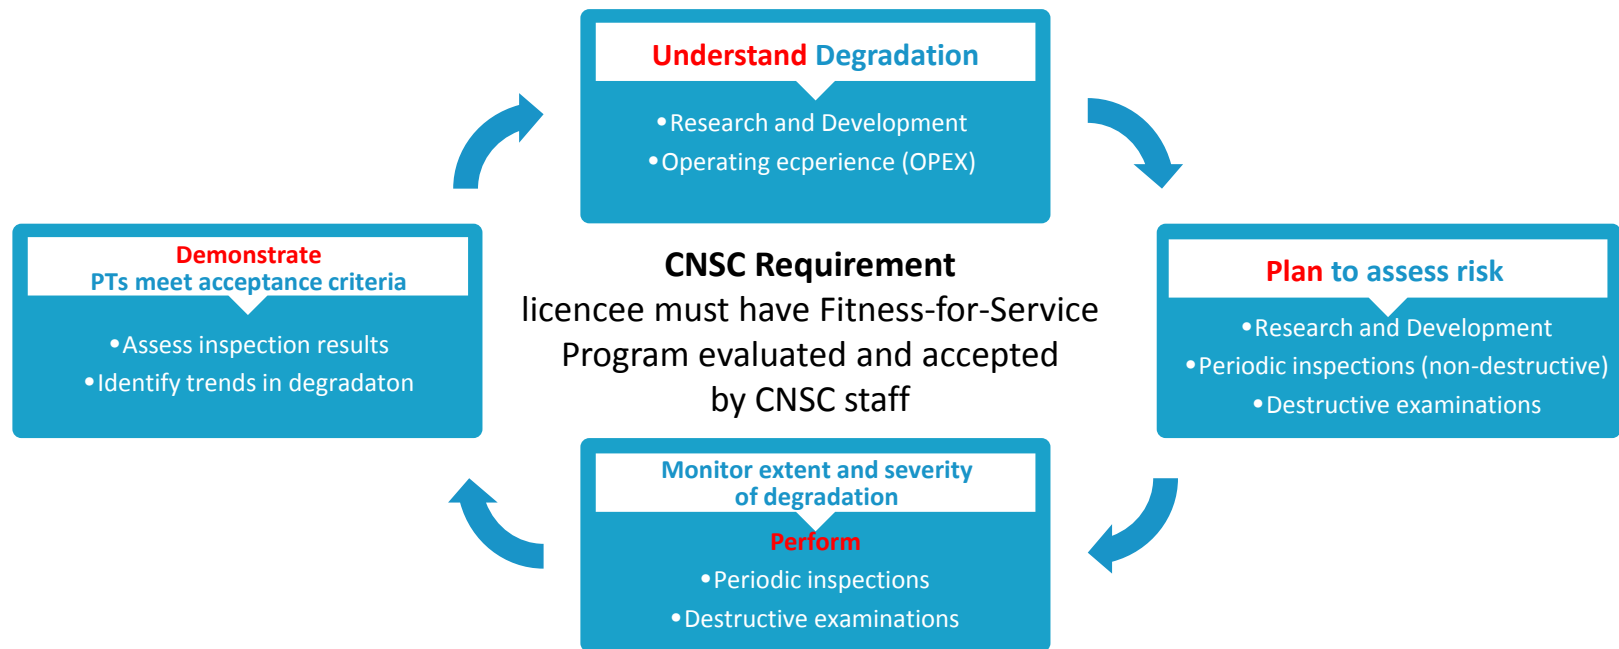 Understand Degradation
•Research and Development
•Operating ecperience (OPEX)
Demonstrate
PTs meet acceptance criteria
•Assess inspection results
•Identify trends in degradaton
CNSC Requirement
licencee must have Fitness-for-Service
Program evaluated and accepted
by CNSC staff
Plan to assess risk
•Research and Development
•Periodic inspections (non-destructive)
•Destructive examinations
Monitor extent and severity
of degradation
Perform
•Periodic inspections
•Destructive examinations